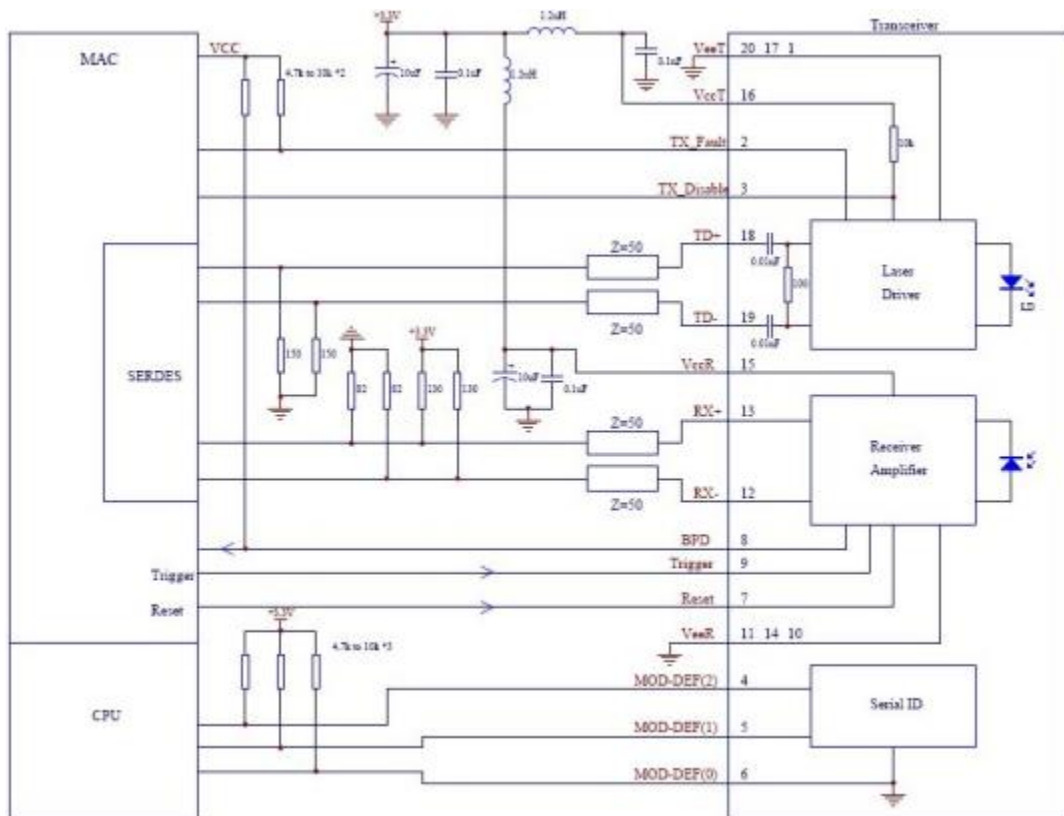 MAC
VCC
4.7k to 10k *2
+3.3V
10uF
0.1uF
0.1uF
Transceiver
VeeT
20 17 1
VccT
16
TX_Fault
2
10k
TX_Disable
3
SERDES
Z=50
TD+
18
0.01uF
100
Laser
Driver
LD
Z=50
TD-
19
0.01uF
150
150
82
82
+3.3V
130
130
10uF
0.1uF
VccR
15
Z=50
RX+
13
Receiver
Amplifier
Z=50
RX-
12
BPD
8
Trigger
Trigger
9
Reset
Reset
7
+3.3V
4.7k to 10k *3
VeeR
11 14 10
CPU
MOD-DEF(2)
4
Serial ID
MOD-DEF(1)
5
MOD-DEF(0)
6